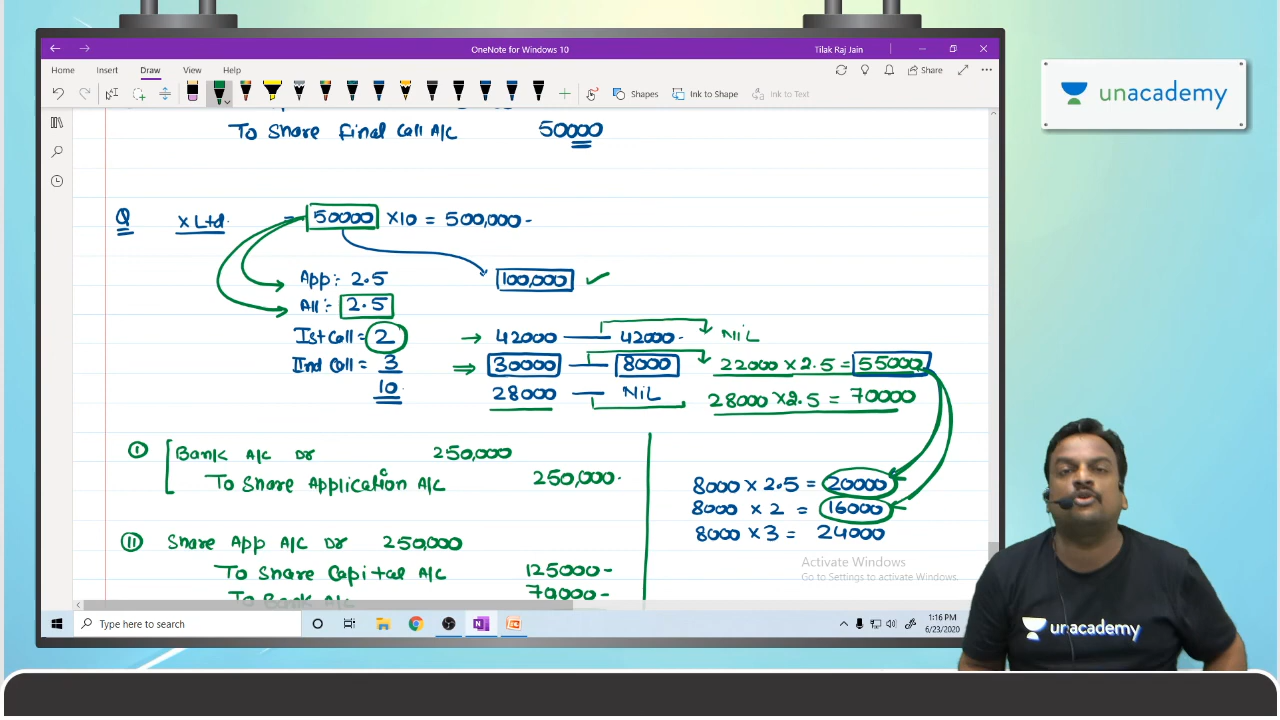 OneNote for Windows 10
Tilak Raj Jain
Home Insert Draw View Help
Share
Shapes Ink to Shape Ink to Text
unacademy
To Share Final Call A/C 50000
Q X Ltd. - 50000 ×10 = 500,000-
App:- 2.5 100,000 ✓
All:- 2.5
Ist Call = 2 → 42000 — 42000. NiL
IInd Call = 3 ⇒ 30000 — 8000 22000 × 2.5 = 55000
10 28000 — NiL 28000 × 2.5 = 70000
I Bank A/C Dr 250,000
To Share Application A/C 250,000.
II Share App A/C Dr 250,000
To Share Capital A/C 125000-
To Bank A/C 70000-
8000 × 2.5 = 20000
8000 × 2 = 16000
8000 × 3 = 24000
Activate Windows
Go to Settings to activate Windows.
Type here to search
1:16 PM
6/23/2020
unacademy